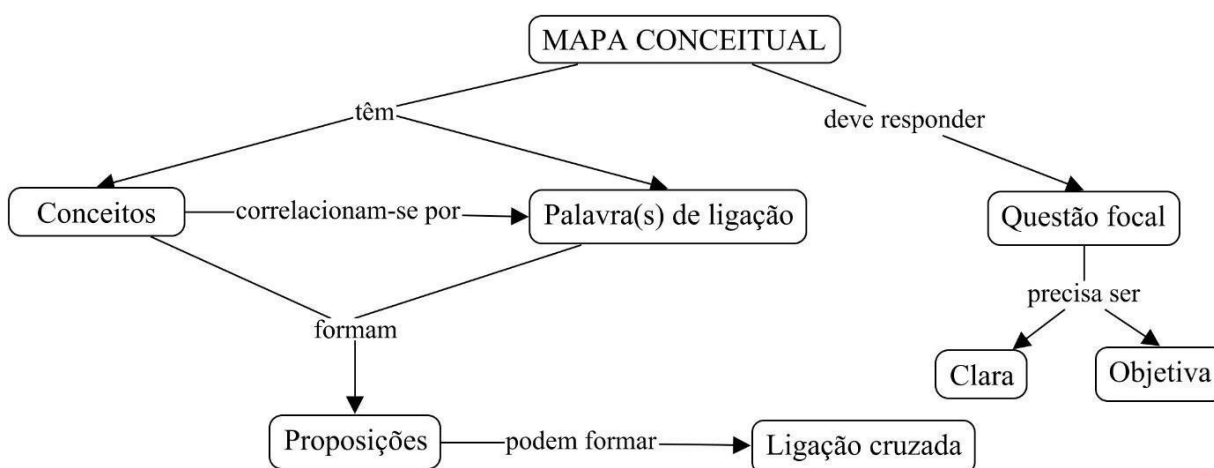 MAPA CONCEITUAL
têm
deve responder
Conceitos
correlacionam-se por
Palavra(s) de ligação
Questão focal
formam
precisa ser
Clara
Objetiva
Proposições
podem formar
Ligação cruzada